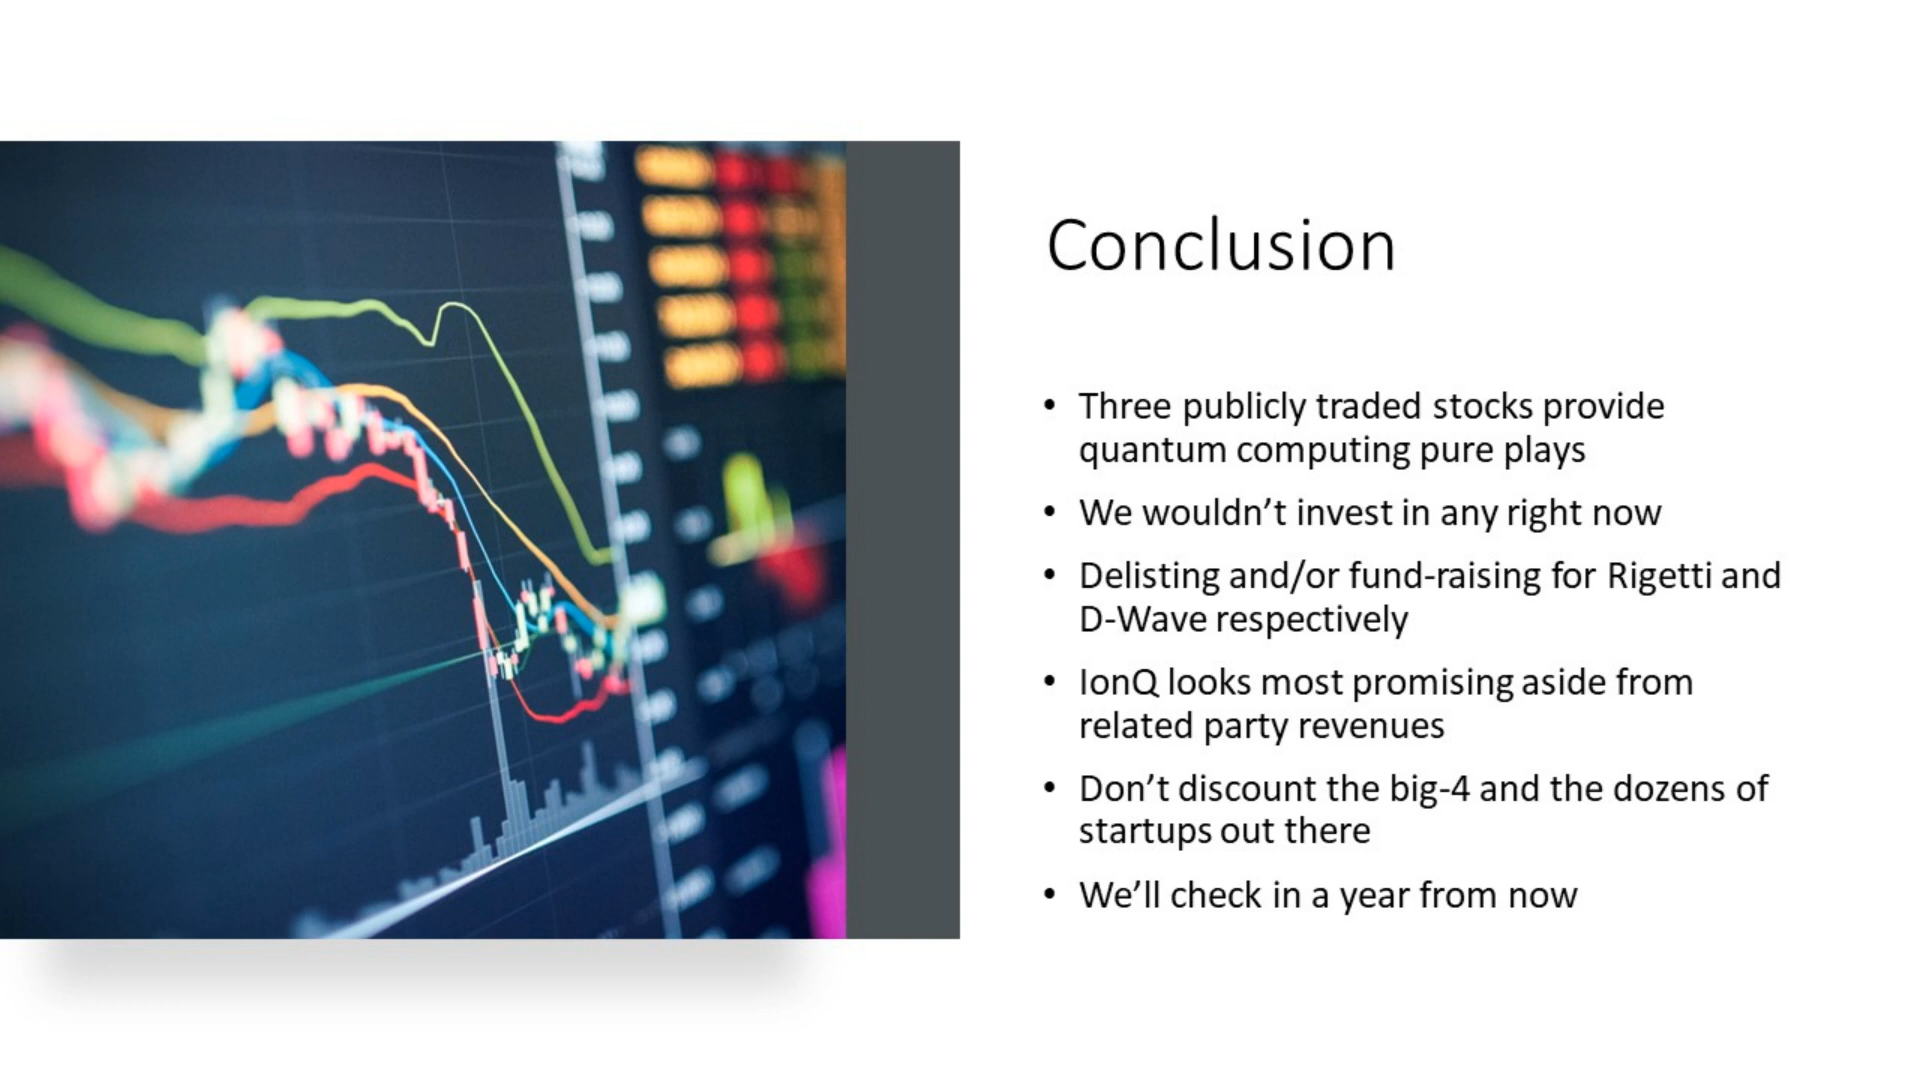 Conclusion
• Three publicly traded stocks provide
quantum computing pure plays
• We wouldn’t invest in any right now
• Delisting and/or fund-raising for Rigetti and
D-Wave respectively
• IonQ looks most promising aside from
related party revenues
• Don’t discount the big-4 and the dozens of
startups out there
• We’ll check in a year from now